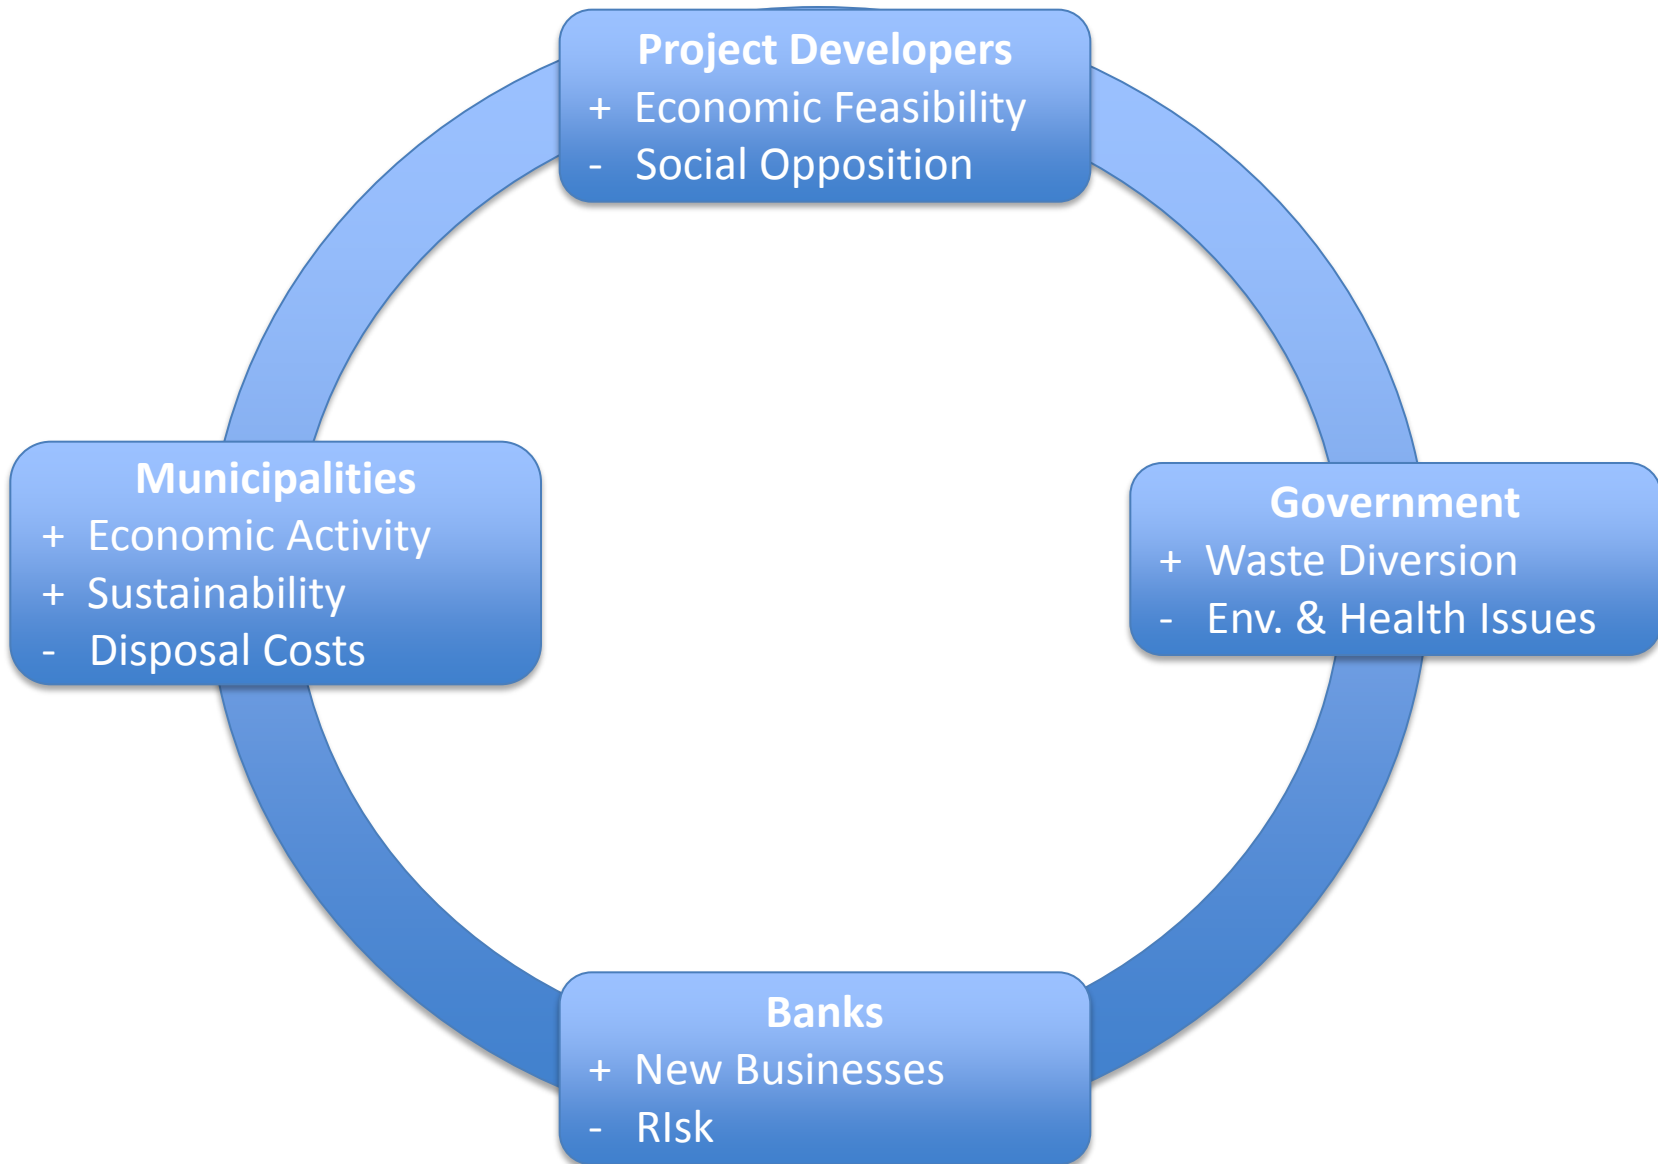 Project Developers
+ Economic Feasibility
- Social Opposition
Municipalities
+ Economic Activity
+ Sustainability
- Disposal Costs
Government
+ Waste Diversion
- Env. & Health Issues
Banks
+ New Businesses
- RIsk